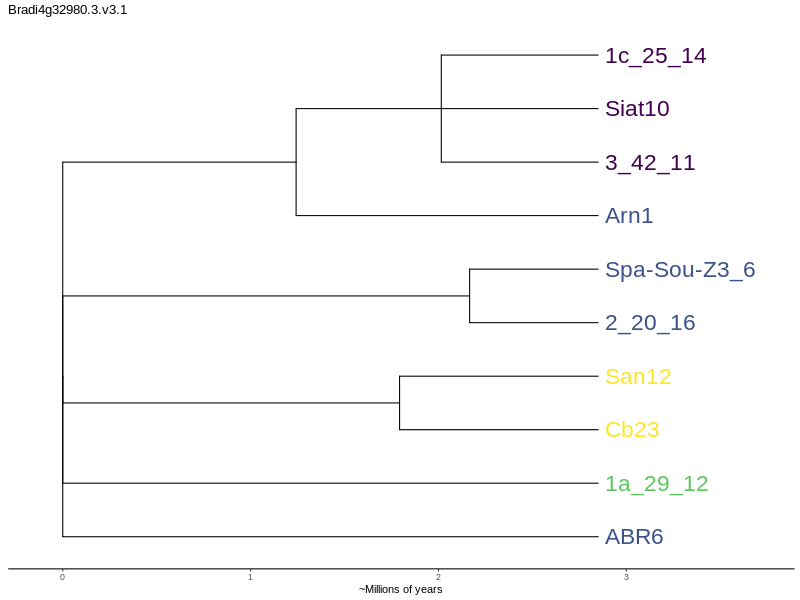 Bradi4g32980.3.v3.1
1c_25_14
Siat10
3_42_11
Arn1
Spa-Sou-Z3_6
2_20_16
San12
Cb23
1a_29_12
ABR6
0 1 2 3
~Millions of years